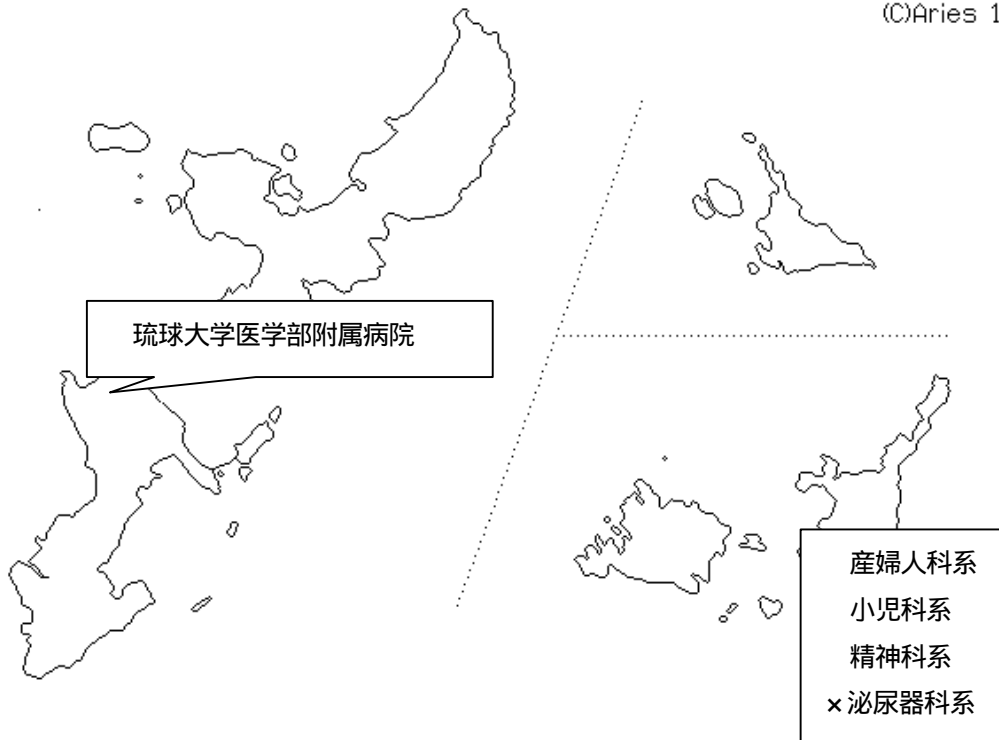 (C)Aries 1
琉球大学医学部附属病院
産婦人科系
小児科系
精神科系
×泌尿器科系